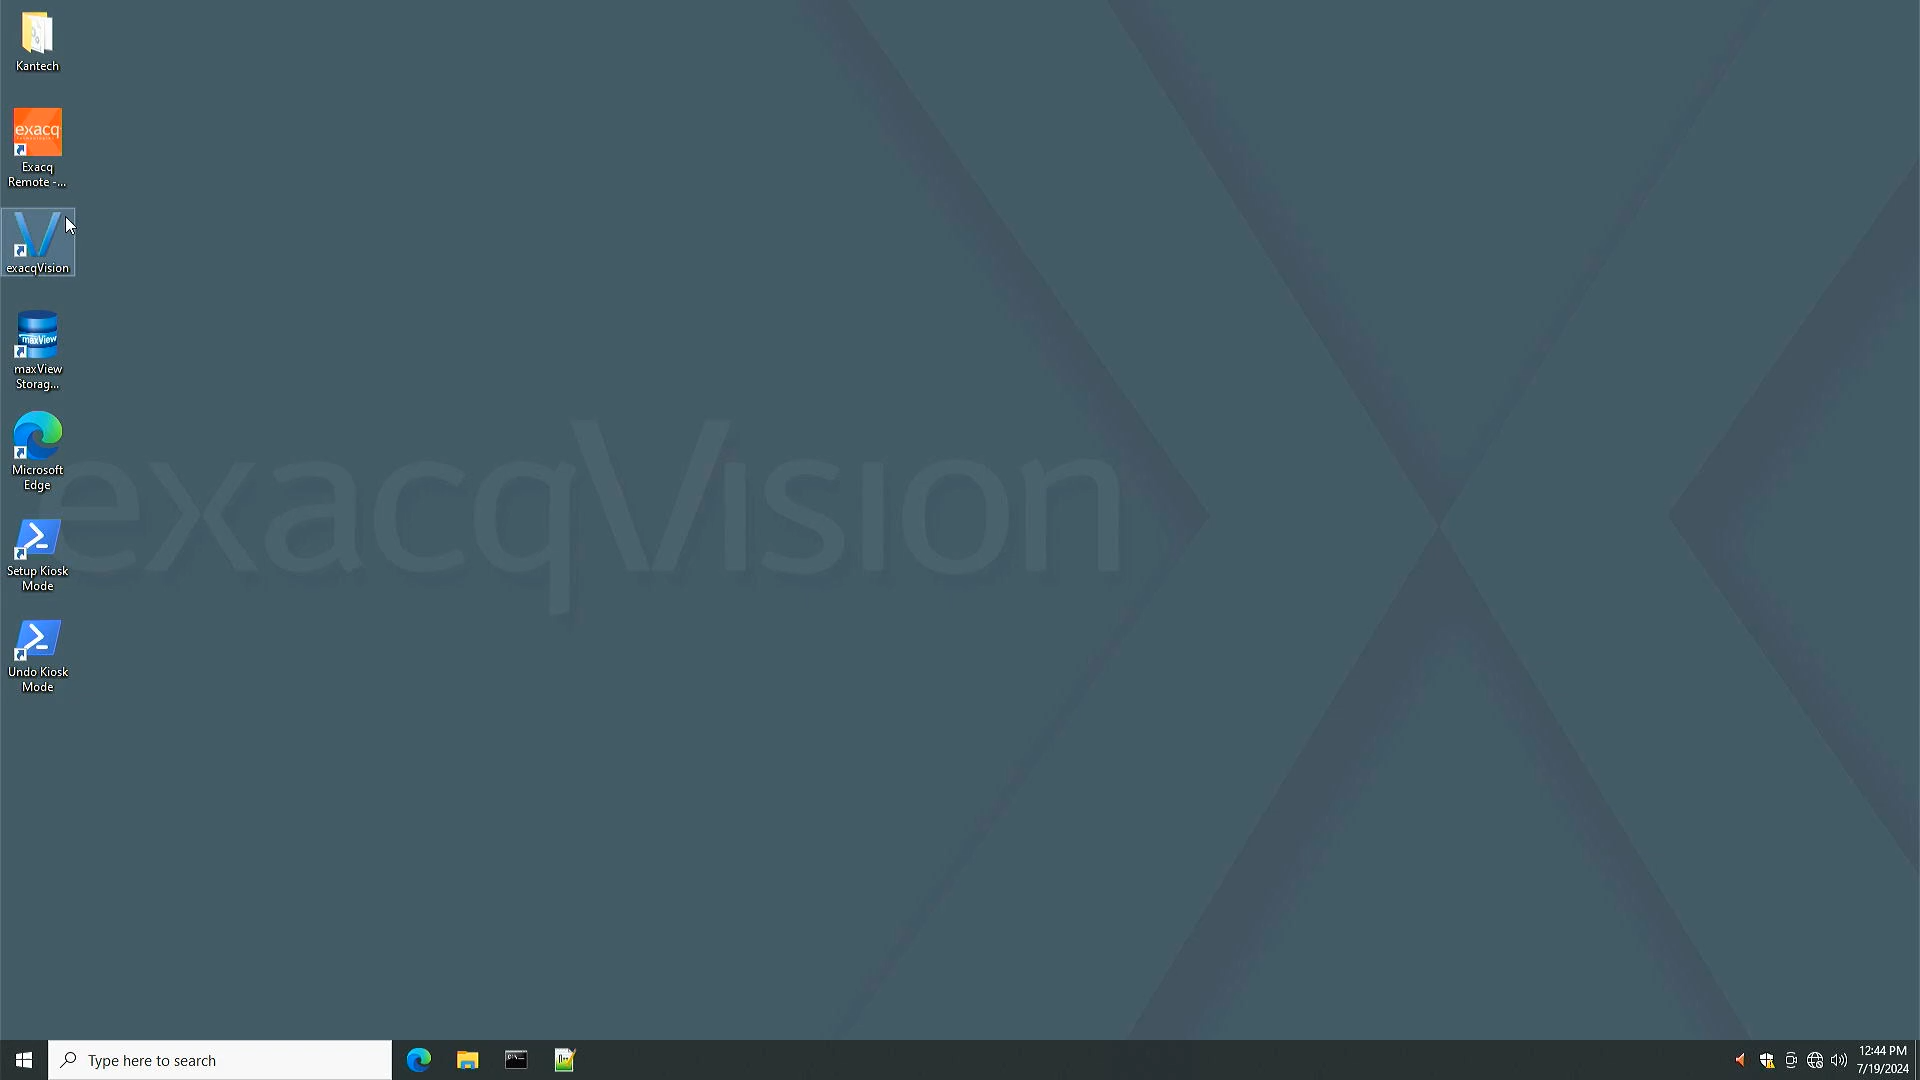 Kantech
exacq
Exacq
Remote -...
exacqVision
maxView
maxView
Storag...
Microsoft
Edge
exacqVision
Setup Kiosk
Mode
Undo Kiosk
Mode
Type here to search
12:44 PM
7/19/2024